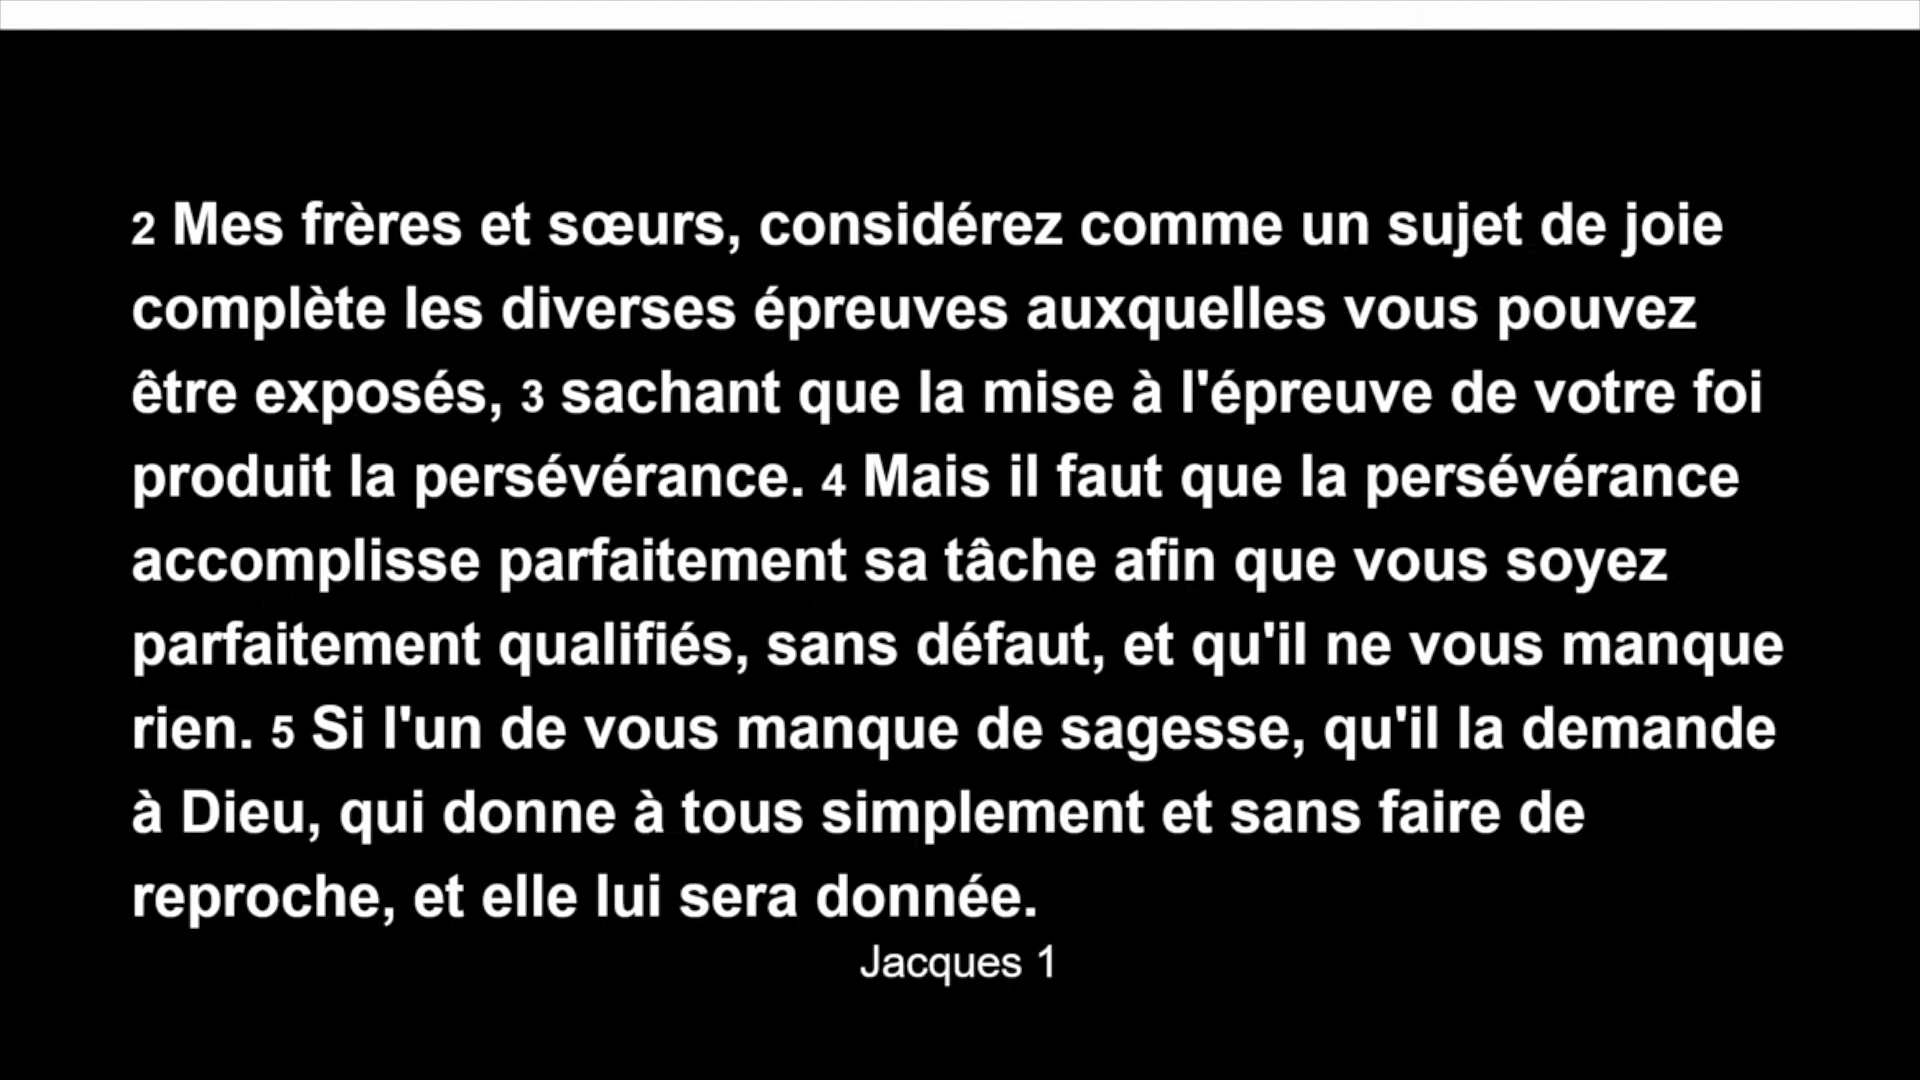 2 Mes frères et sœurs, considérez comme un sujet de joie
complète les diverses épreuves auxquelles vous pouvez
être exposés, 3 sachant que la mise à l'épreuve de votre foi
produit la persévérance. 4 Mais il faut que la persévérance
accomplisse parfaitement sa tâche afin que vous soyez
parfaitement qualifiés, sans défaut, et qu'il ne vous manque
rien. 5 Si l'un de vous manque de sagesse, qu'il la demande
à Dieu, qui donne à tous simplement et sans faire de
reproche, et elle lui sera donnée.
Jacques 1